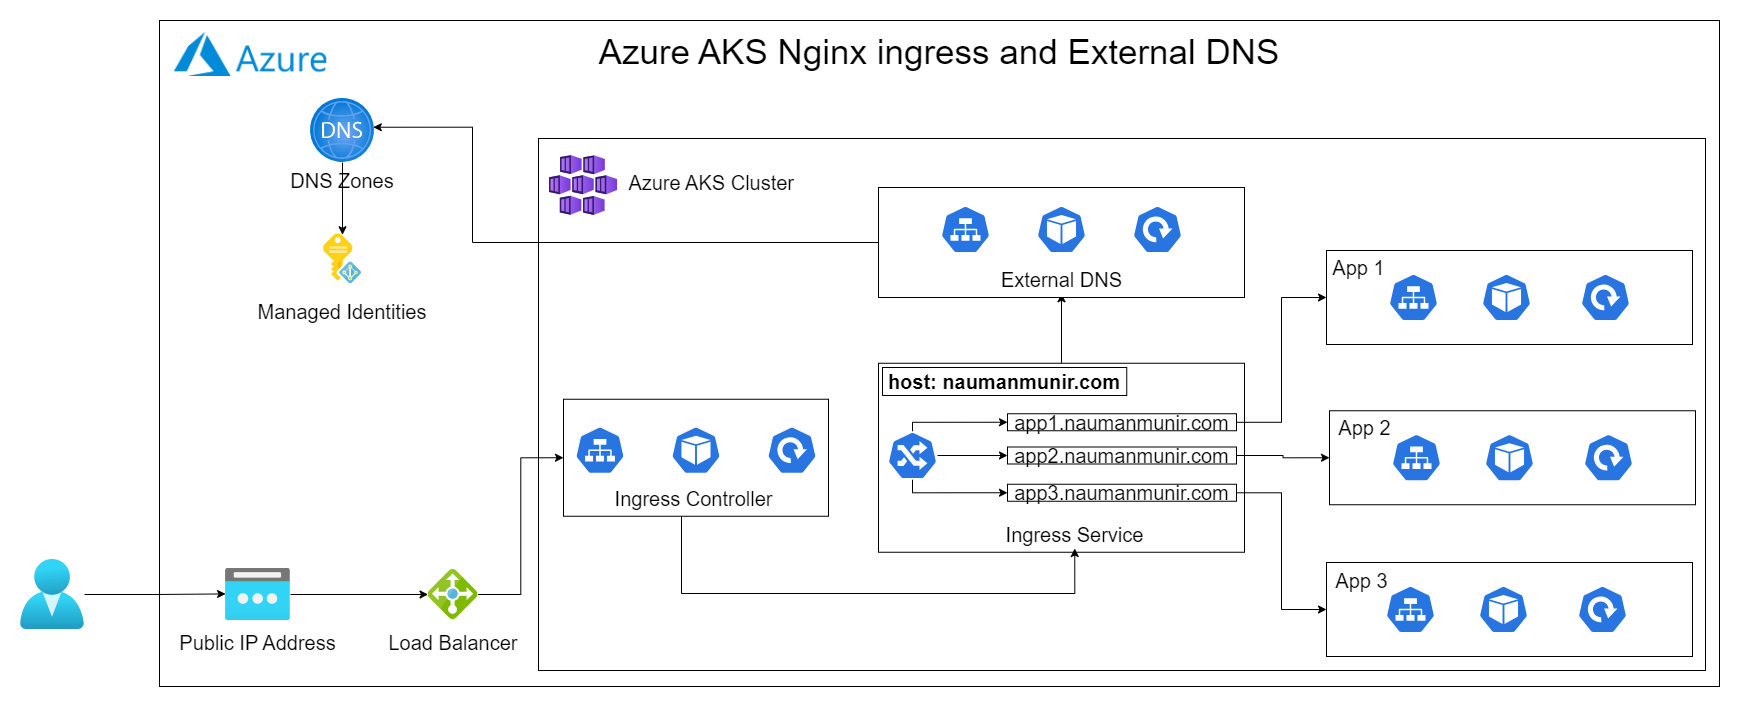 Azure
Azure AKS Nginx ingress and External DNS
DNS
DNS Zones
Managed Identities
Azure AKS Cluster
External DNS
host: naumanmunir.com
app1.naumanmunir.com
app2.naumanmunir.com
app3.naumanmunir.com
Ingress Service
Ingress Controller
App 1
App 2
App 3
Public IP Address
Load Balancer